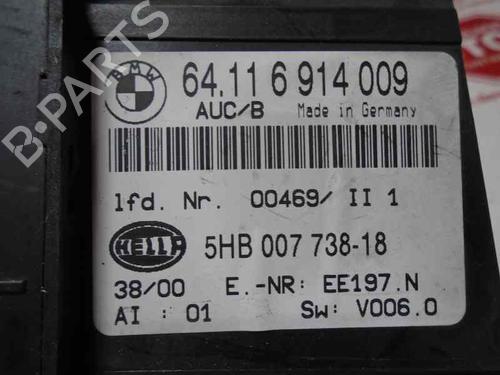 BMW
64.11 6 914 009
AUC/B Made in Germany
lfd. Nr. 00469/ II 1
HELLA 5HB 007 738-18
38/00 E.-NR: EE197.N
AI : 01 SW: V006.0
B-PARTS